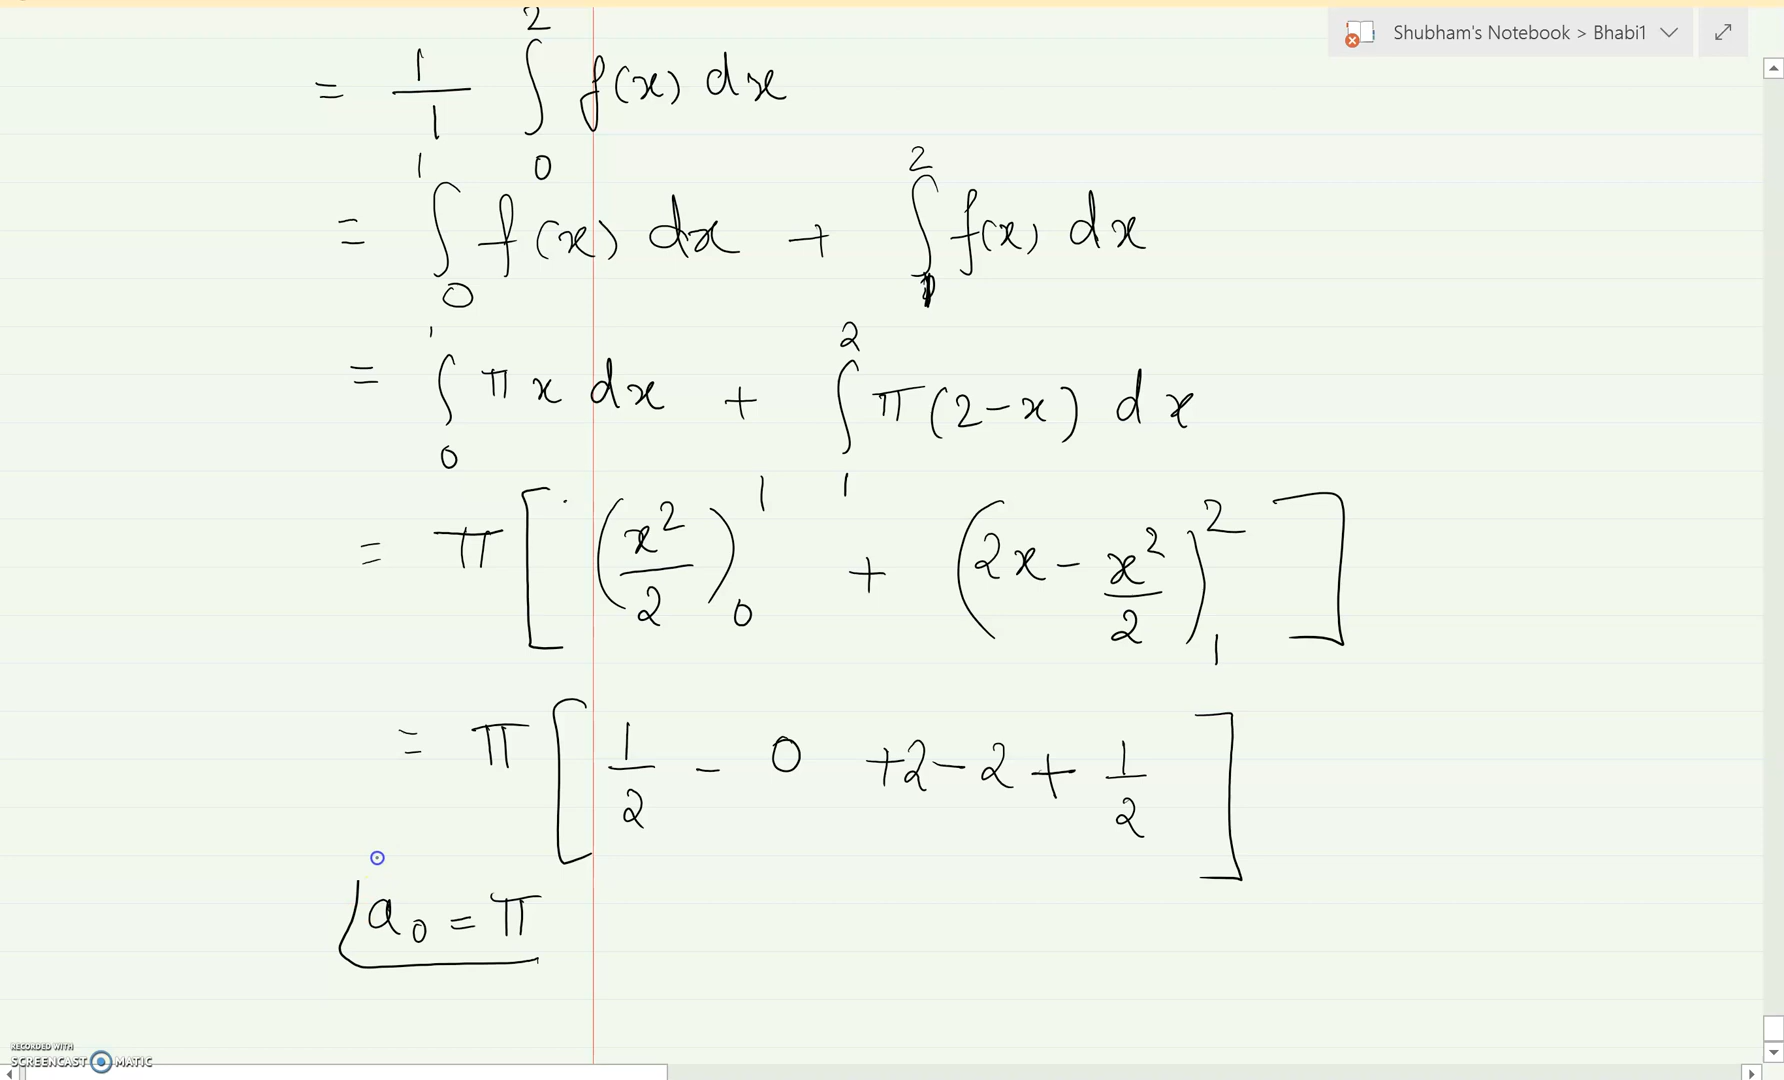 Shubham's Notebook > Bhabi1
= 1/1 ∫₀² f(x) dx
= ∫₀¹ f(x) dx + ∫₁² f(x) dx
= ∫₀¹ π x dx + ∫₁² π(2-x) dx
= π [ (x²/2)₀¹ + (2x - x²/2)₁² ]
= π [ 1/2 - 0 +2-2+ 1/2 ]
a₀ = π
RECORDED WITH
SCREENCAST MATIC